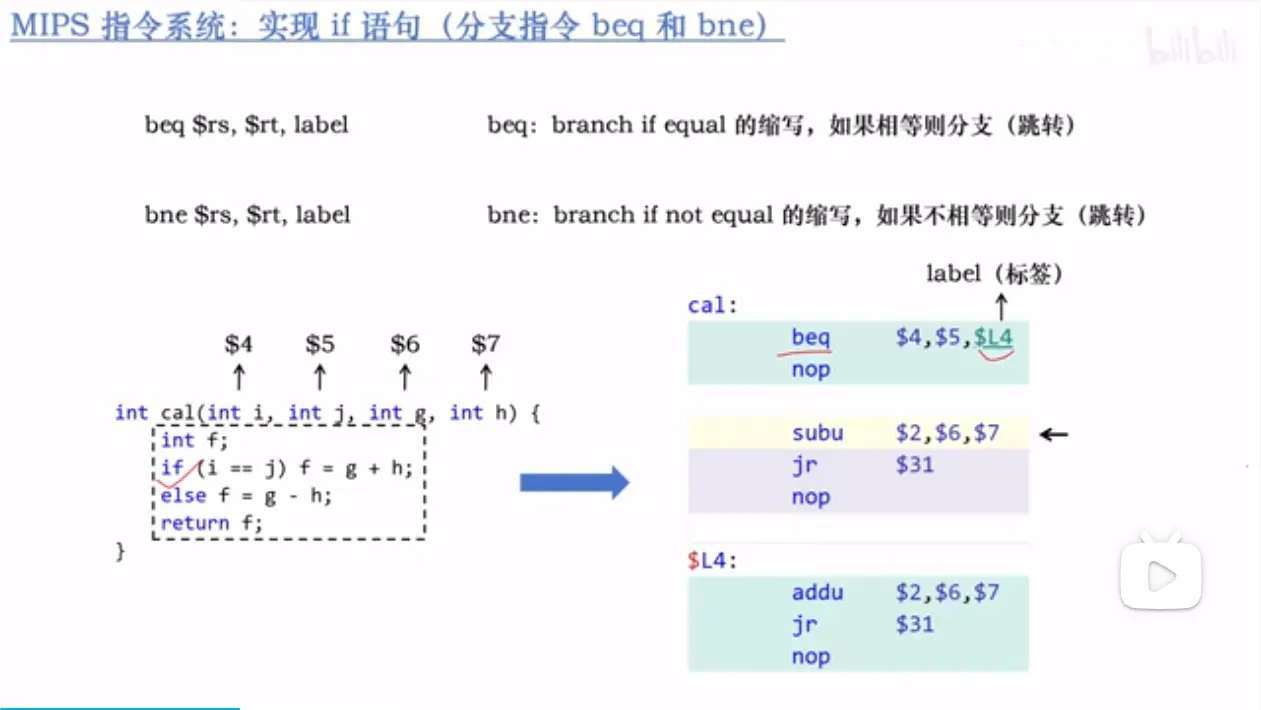 MIPS 指令系统：实现 if 语句（分支指令 beq 和 bne）
bilibili
beq $rs, $rt, label
beq：branch if equal 的缩写，如果相等则分支（跳转）
bne $rs, $rt, label
bne：branch if not equal 的缩写，如果不相等则分支（跳转）
$4 $5 $6 $7
int cal(int i, int j, int g, int h) {
int f;
if (i == j) f = g + h;
else f = g - h;
return f;
}
label（标签）
cal:
beq $4,$5,$L4
nop
subu $2,$6,$7
jr $31
nop
$L4:
addu $2,$6,$7
jr $31
nop